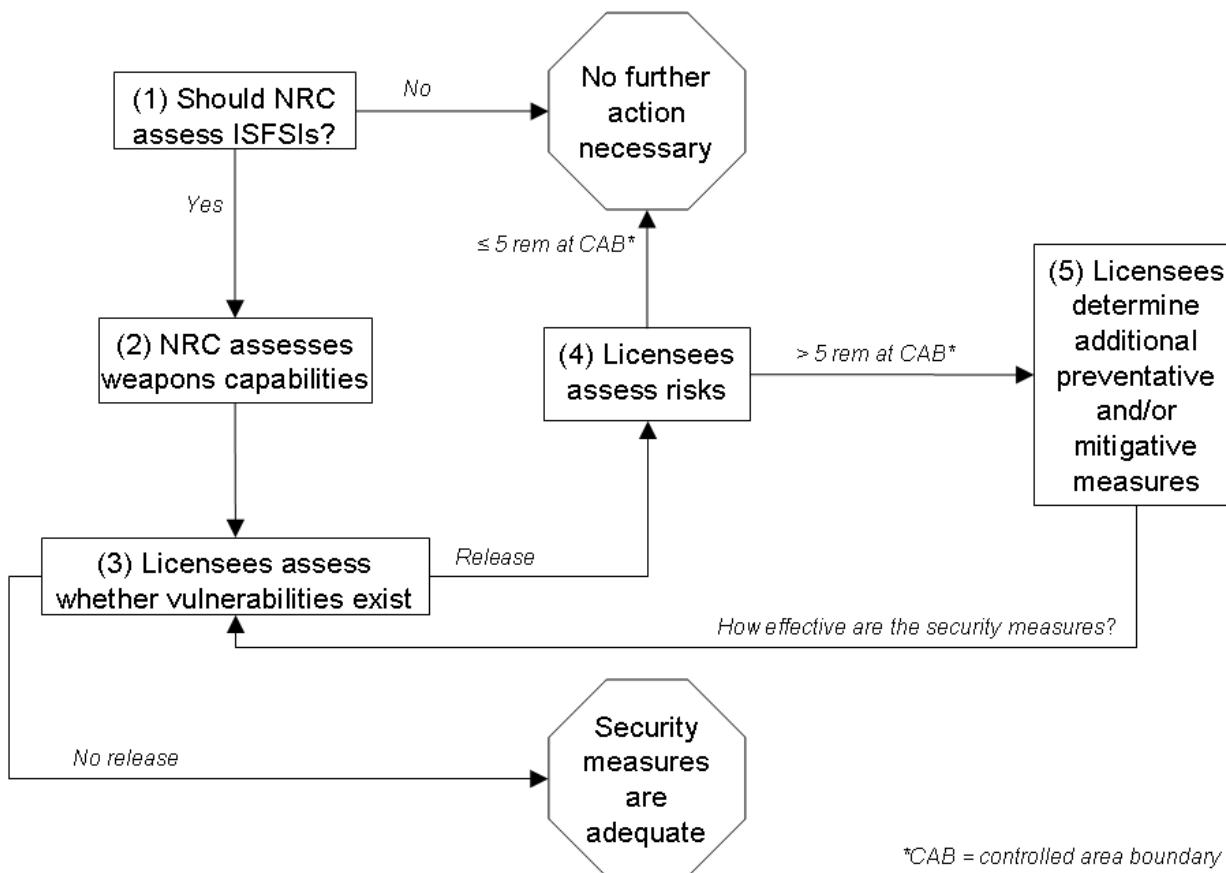 (1) Should NRC
assess ISFSIs?
No
No further
action
necessary
Yes
≤ 5 rem at CAB*
(2) NRC assesses
weapons capabilities
(4) Licensees
assess risks
> 5 rem at CAB*
(5) Licensees
determine
additional
preventative
and/or
mitigative
measures
(3) Licensees assess
whether vulnerabilities exist
Release
How effective are the security measures?
No release
Security
measures
are
adequate
*CAB = controlled area boundary